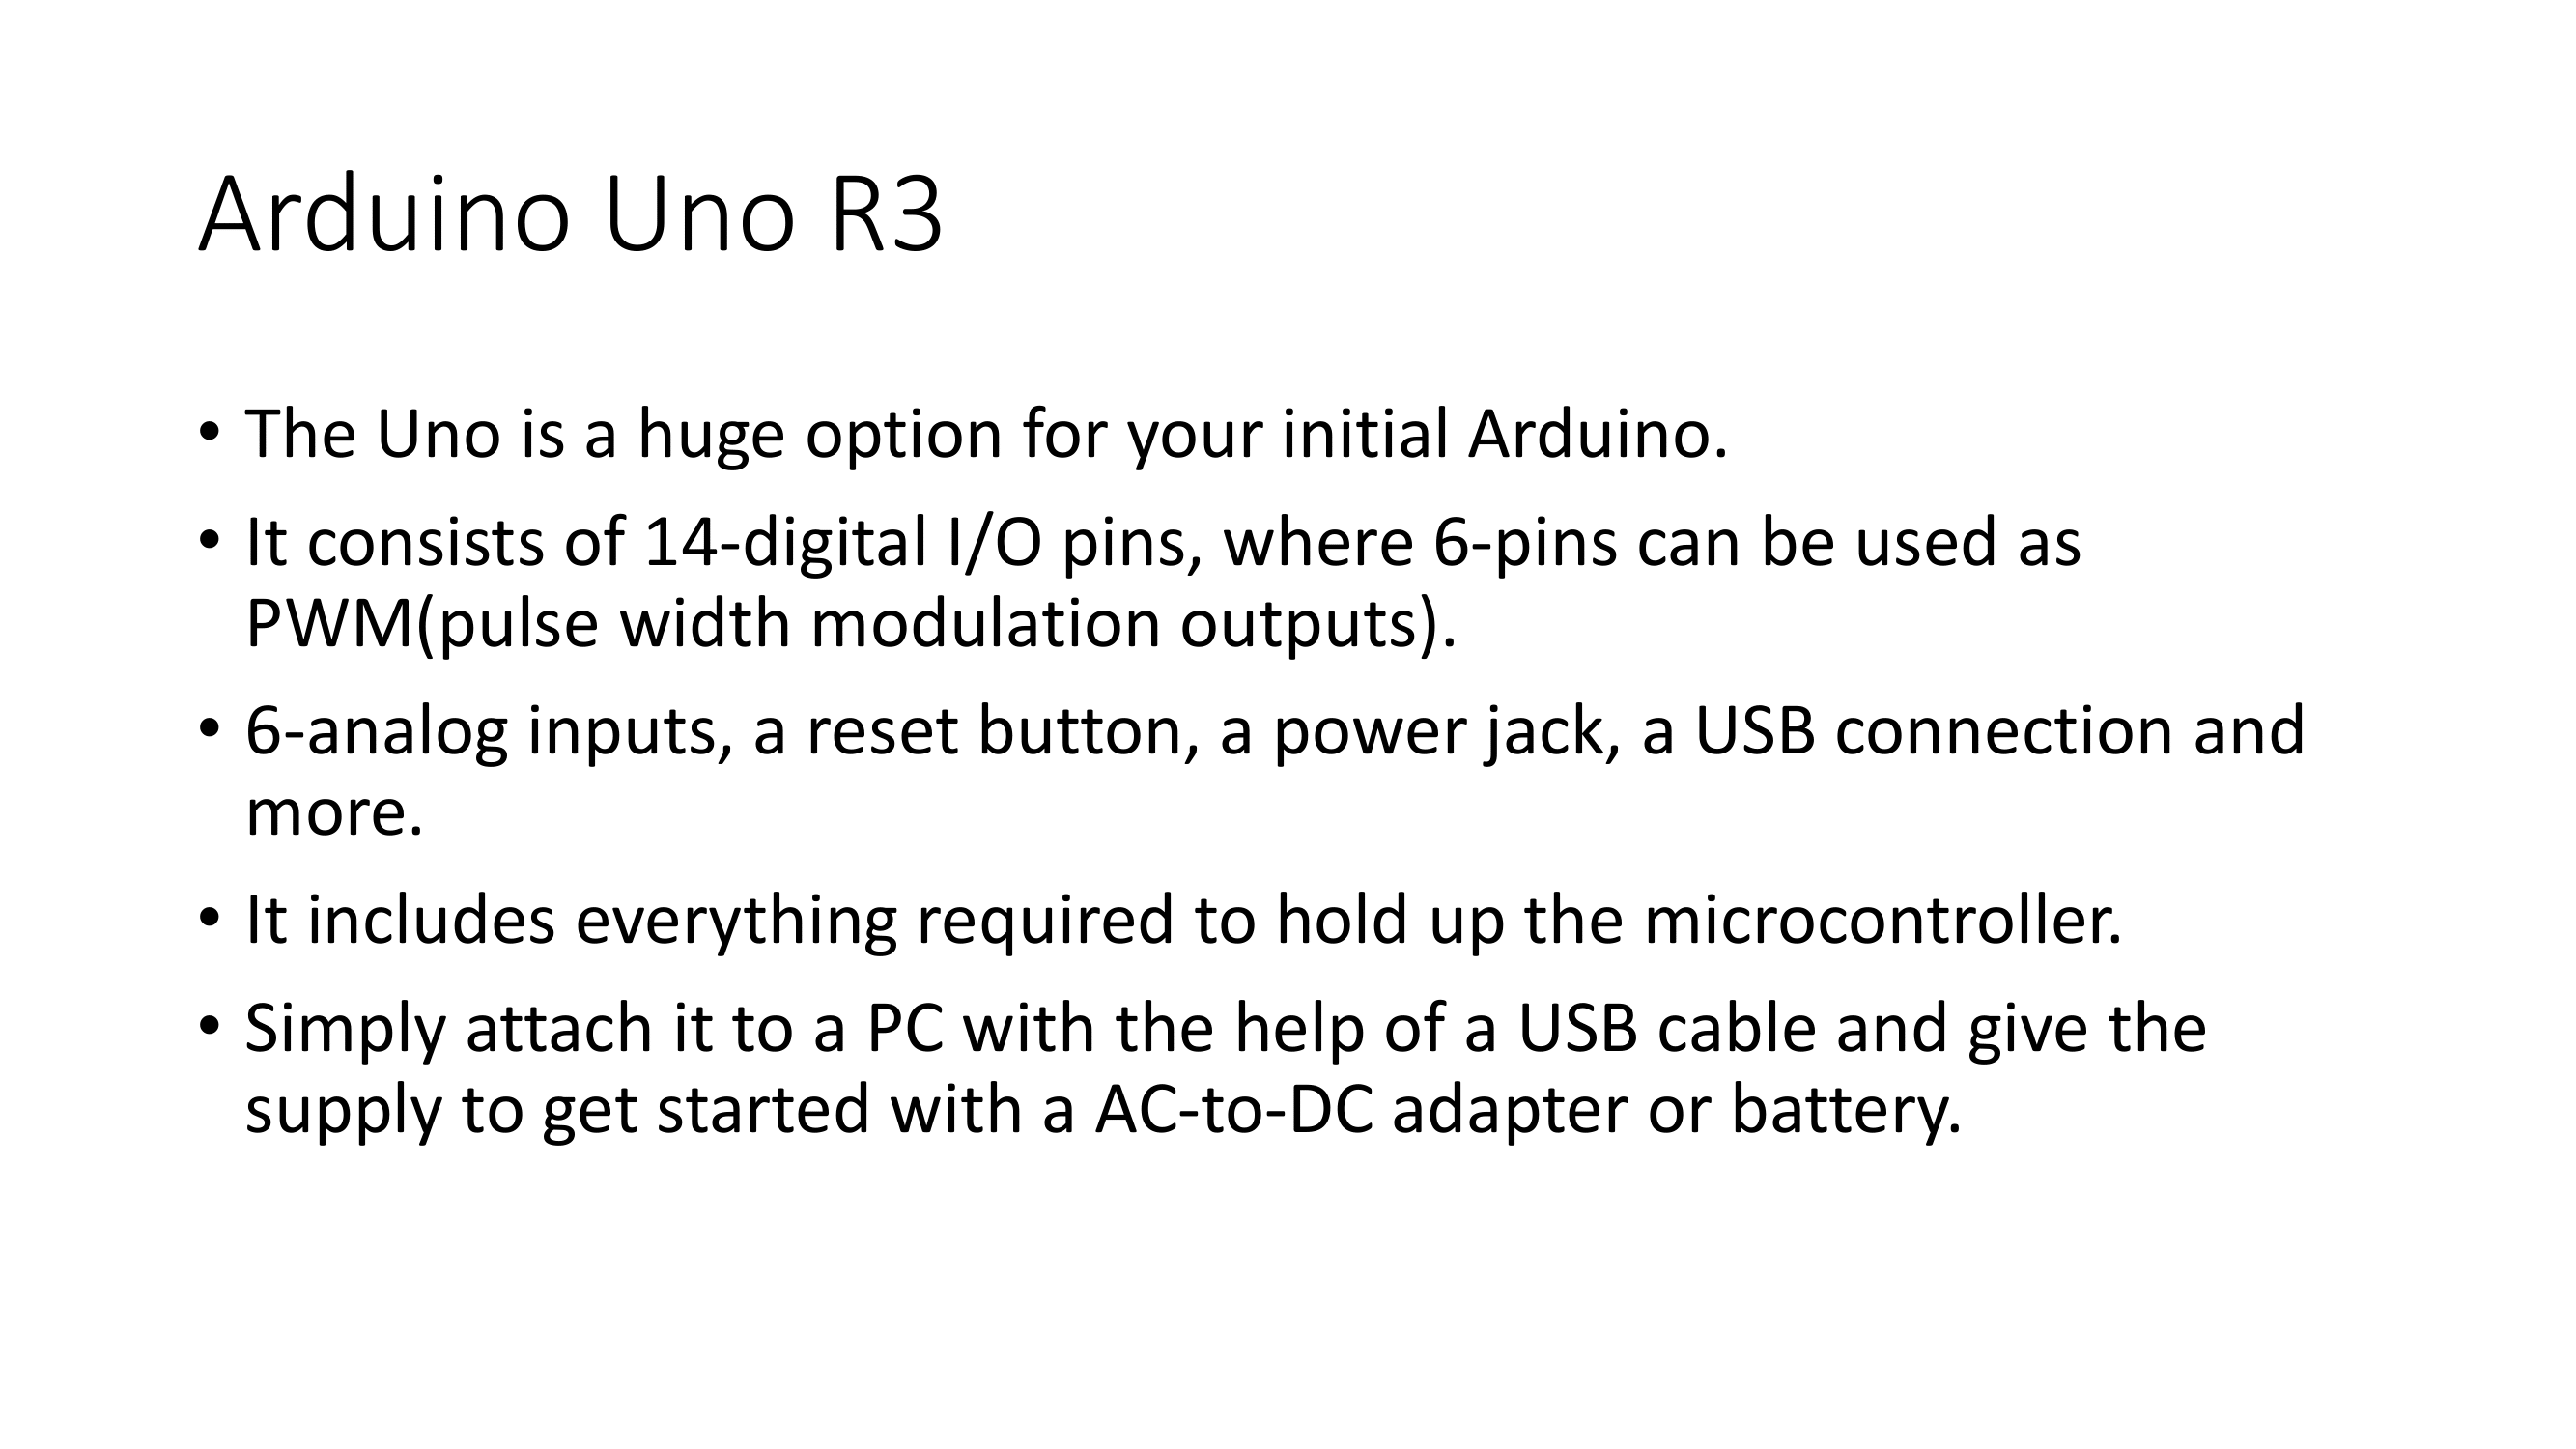 Arduino Uno R3
• The Uno is a huge option for your initial Arduino.
• It consists of 14-digital I/O pins, where 6-pins can be used as
PWM(pulse width modulation outputs).
• 6-analog inputs, a reset button, a power jack, a USB connection and
more.
• It includes everything required to hold up the microcontroller.
• Simply attach it to a PC with the help of a USB cable and give the
supply to get started with a AC-to-DC adapter or battery.